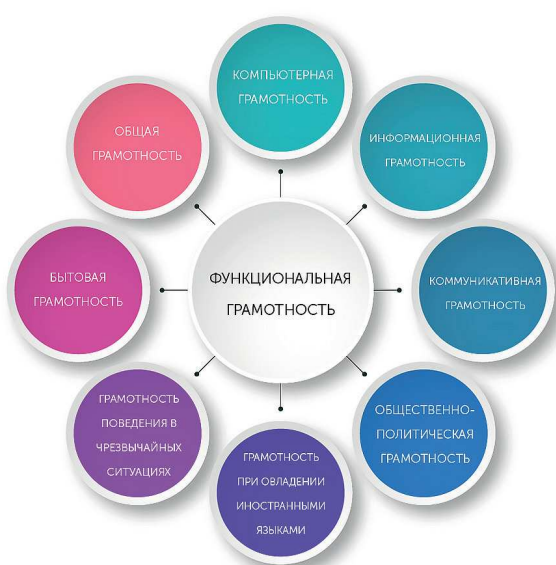 КОМПЬЮТЕРНАЯ
ГРАМОТНОСТЬ
ИНФОРМАЦИОННАЯ
ГРАМОТНОСТЬ
КОММУНИКАТИВНАЯ
ГРАМОТНОСТЬ
ОБЩЕСТВЕННО-
ПОЛИТИЧЕСКАЯ
ГРАМОТНОСТЬ
ГРАМОТНОСТЬ
ПРИ ОВЛАДЕНИИ
ИНОСТРАННЫМИ
ЯЗЫКАМИ
ГРАМОТНОСТЬ
ПОВЕДЕНИЯ В
ЧРЕЗВЫЧАЙНЫХ
СИТУАЦИЯХ
БЫТОВАЯ
ГРАМОТНОСТЬ
ОБЩАЯ
ГРАМОТНОСТЬ
ФУНКЦИОНАЛЬНАЯ
ГРАМОТНОСТЬ